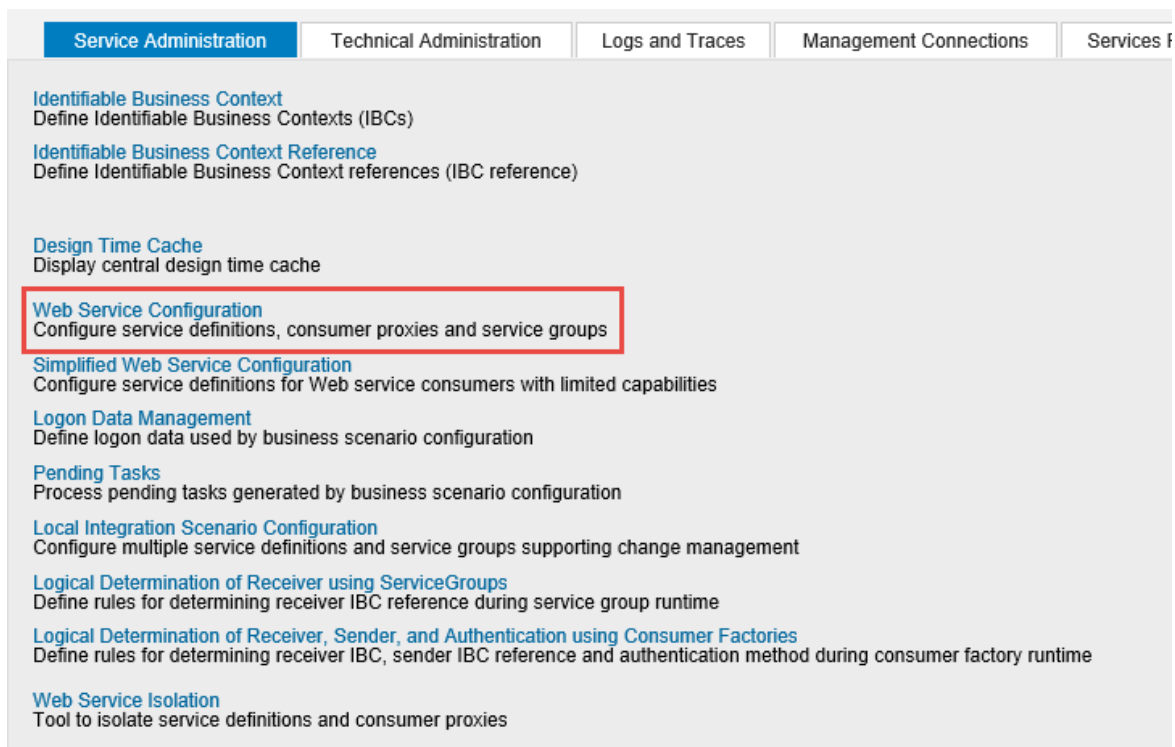 Service Administration
Technical Administration
Logs and Traces
Management Connections
Services
Identifiable Business Context
Define Identifiable Business Contexts (IBCs)
Identifiable Business Context Reference
Define Identifiable Business Context references (IBC reference)
Design Time Cache
Display central design time cache
Web Service Configuration
Configure service definitions, consumer proxies and service groups
Simplified Web Service Configuration
Configure service definitions for Web service consumers with limited capabilities
Logon Data Management
Define logon data used by business scenario configuration
Pending Tasks
Process pending tasks generated by business scenario configuration
Local Integration Scenario Configuration
Configure multiple service definitions and service groups supporting change management
Logical Determination of Receiver using ServiceGroups
Define rules for determining receiver IBC reference during service group runtime
Logical Determination of Receiver, Sender, and Authentication using Consumer Factories
Define rules for determining receiver IBC, sender IBC reference and authentication method during consumer factory runtime
Web Service Isolation
Tool to isolate service definitions and consumer proxies